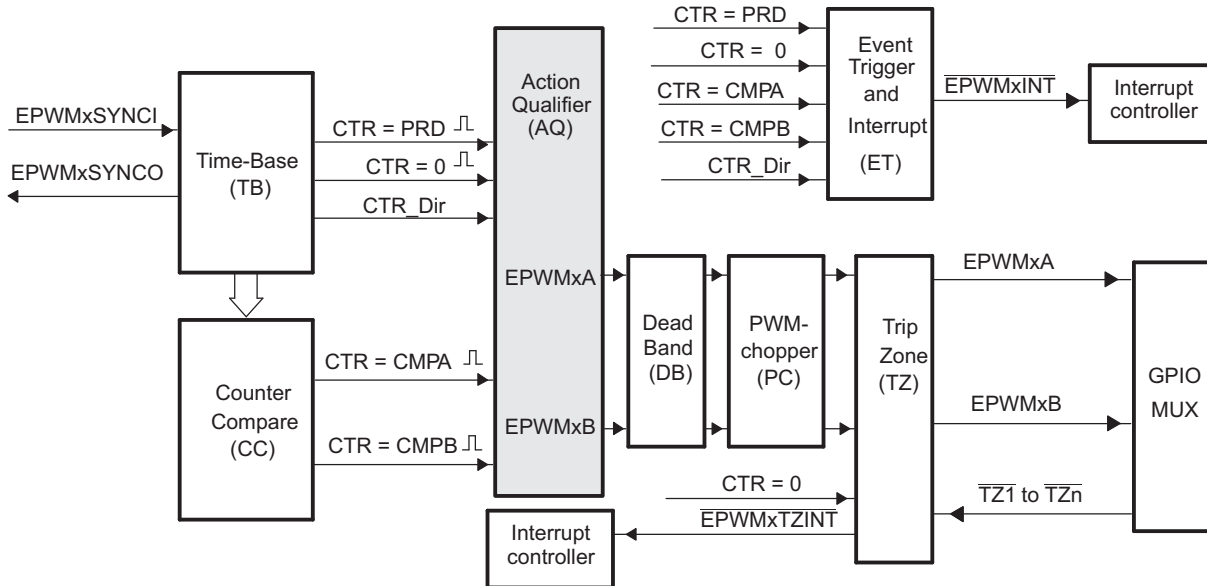 EPWMxSYNCI
EPWMxSYNCO
Time-Base
(TB)
CTR = PRD
CTR = 0
CTR_Dir
Counter
Compare
(CC)
CTR = CMPA
CTR = CMPB
Action
Qualifier
(AQ)
EPWMxA
EPWMxB
CTR = PRD
CTR = 0
CTR = CMPA
CTR = CMPB
CTR_Dir
Event
Trigger
and
Interrupt
(ET)
EPWMxINT
Interrupt
controller
Dead
Band
(DB)
PWM-
chopper
(PC)
Trip
Zone
(TZ)
EPWMxA
EPWMxB
TZ1 to TZn
GPIO
MUX
CTR = 0
EPWMxTZINT
Interrupt
controller